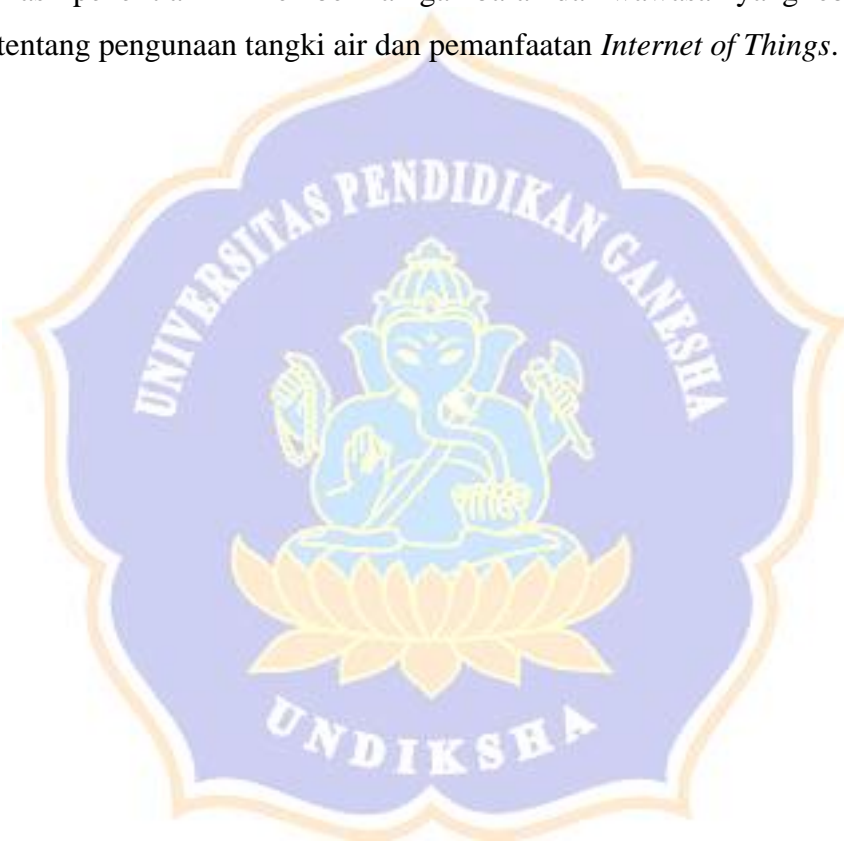 tentang pengunaan tangki air dan pemanfaatan Internet of Things.
UNIVERSITAS PENDIDIKAN GANESHA
UNDIKSHA